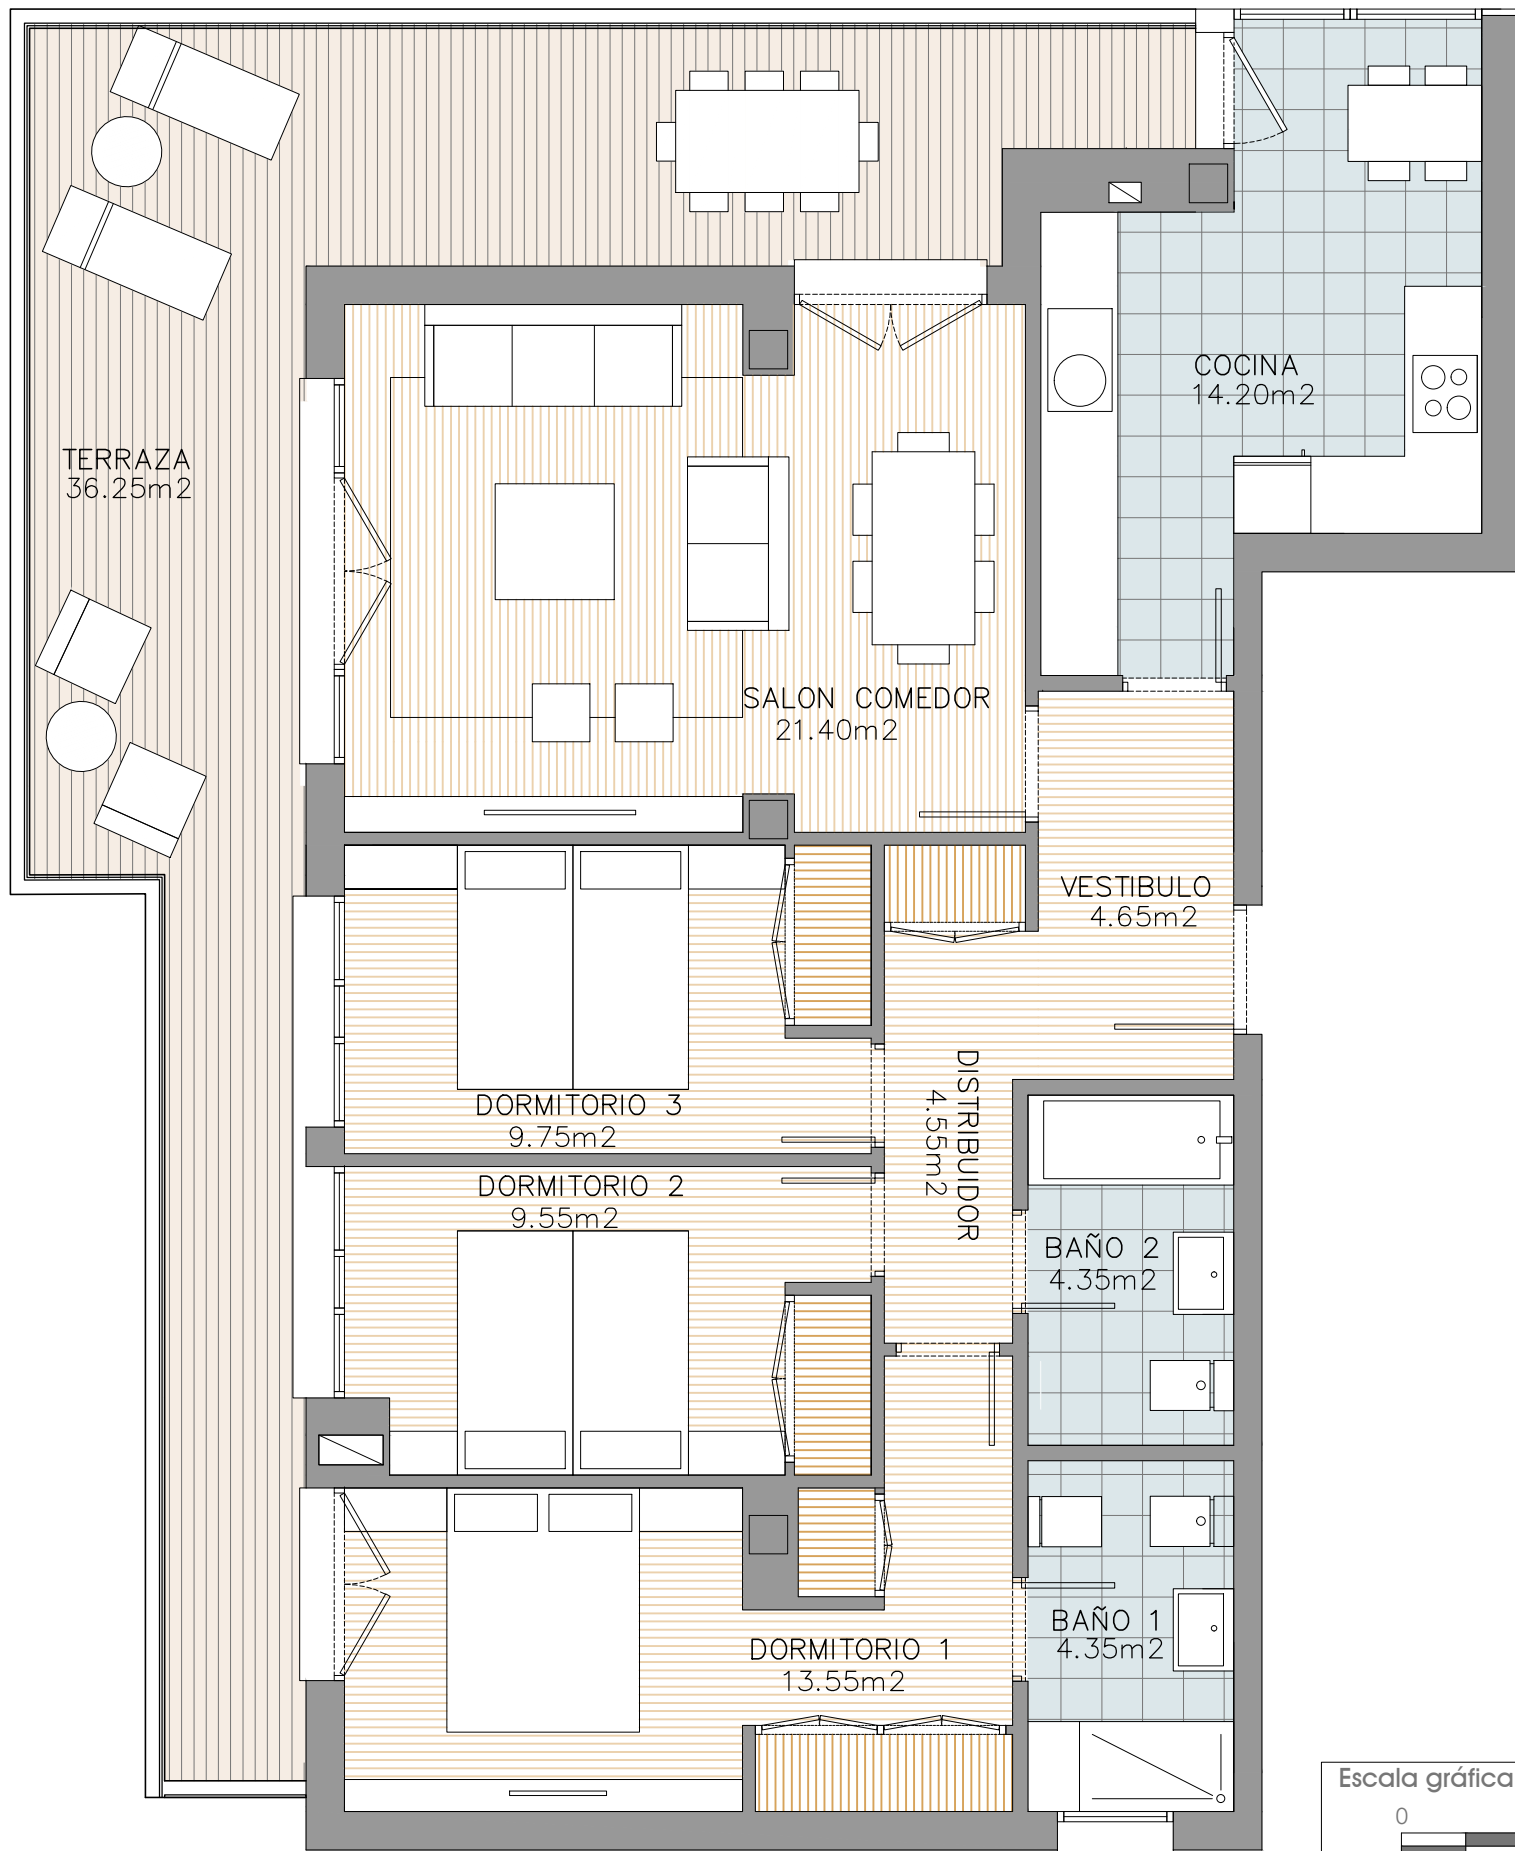 COCINA
14.20m2
TERRAZA
36.25m2
SALON COMEDOR
21.40m2
VESTIBULO
4.65m2
DISTRIBUIDOR
4.55m2
DORMITORIO 3
9.75m2
DORMITORIO 2
9.55m2
BAÑO 2
4.35m2
BAÑO 1
4.35m2
DORMITORIO 1
13.55m2
Escala gráfica
0